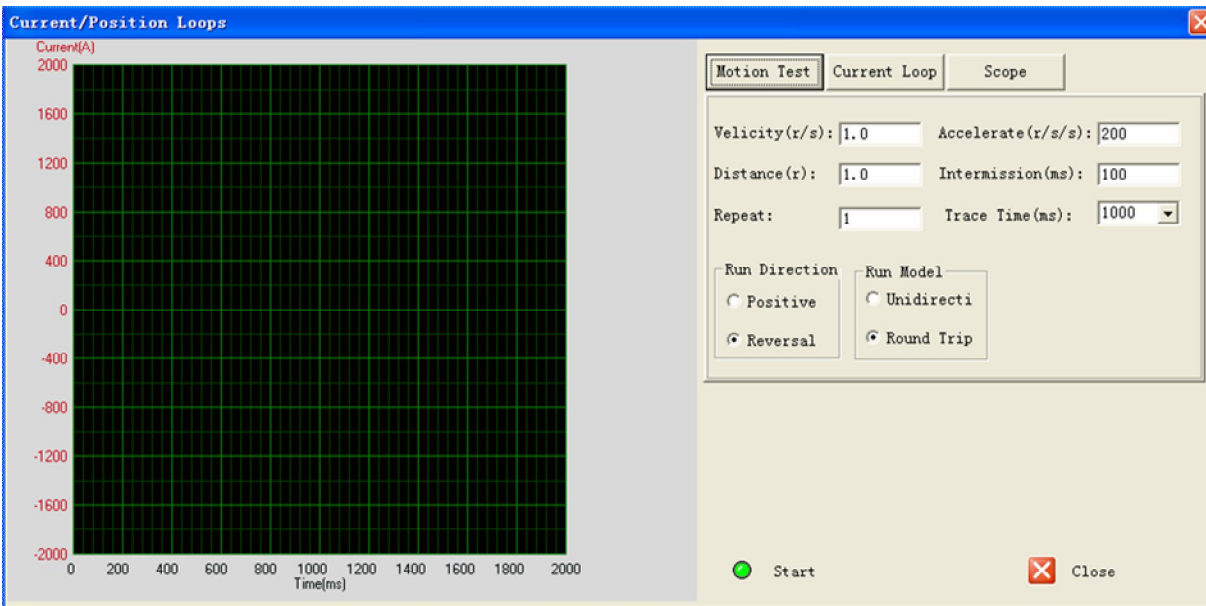 Current/Position Loops
Current(A)
2000
1600
1200
800
400
0
-400
-800
-1200
-1600
-2000
0 200 400 600 800 1000 1200 1400 1600 1800 2000
Time(ms)
Motion Test Current Loop Scope
Velicity(r/s): 1.0 Accelerate(r/s/s): 200
Distance(r): 1.0 Intermission(ms): 100
Repeat: 1 Trace Time(ms): 1000
Run Direction Run Model
Positive Unidirecti
Reversal Round Trip
Start Close